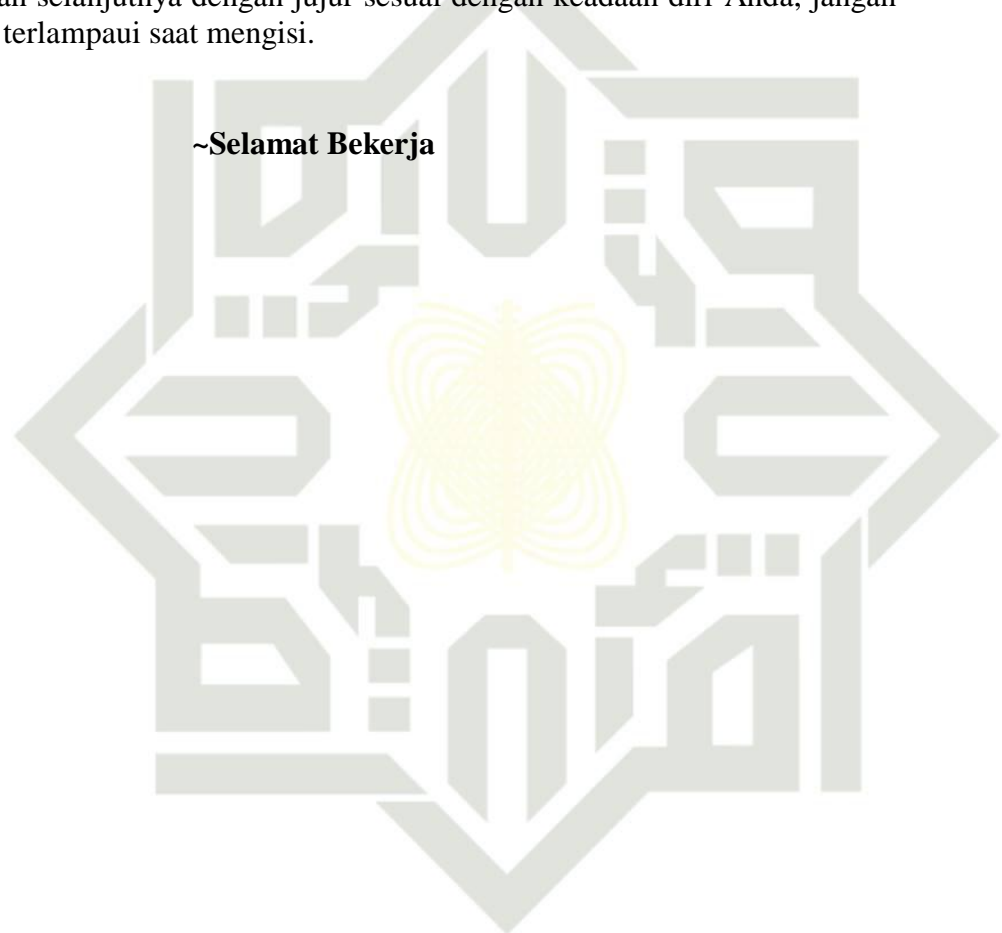 selanjutnya dengan jujur sesuai dengan keadaan diri Anda, jangan
terlampaui saat mengisi.
~Selamat Bekerja